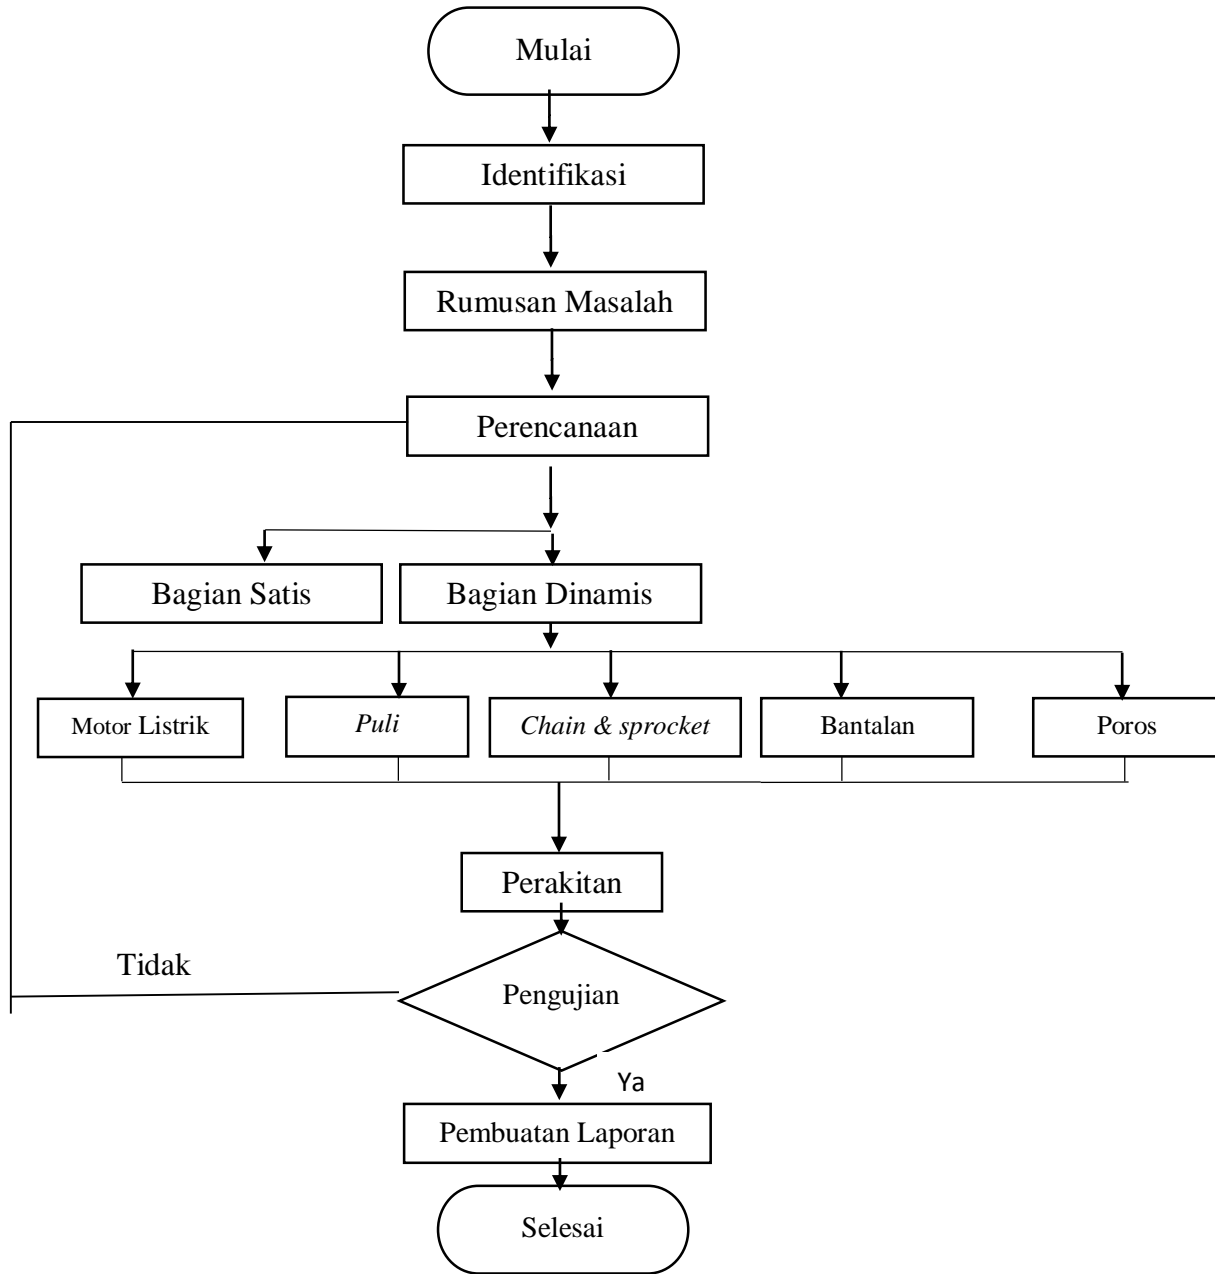 Mulai
Identifikasi
Rumusan Masalah
Perencanaan
Bagian Satis
Bagian Dinamis
Motor Listrik
Puli
Chain & sprocket
Bantalan
Poros
Perakitan
Tidak
Pengujian
Ya
Pembuatan Laporan
Selesai